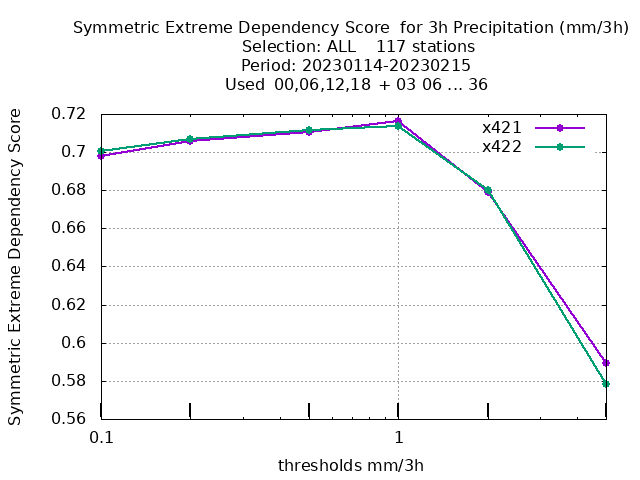 Symmetric Extreme Dependency Score  for 3h Precipitation (mm/3h)
Selection: ALL    117 stations
Period: 20230114-20230215
Used  00,06,12,18  + 03 06 ... 36
Symmetric Extreme Dependency Score
0.72
0.7
0.68
0.66
0.64
0.62
0.6
0.58
0.56
x421
x422
0.1
1
thresholds mm/3h